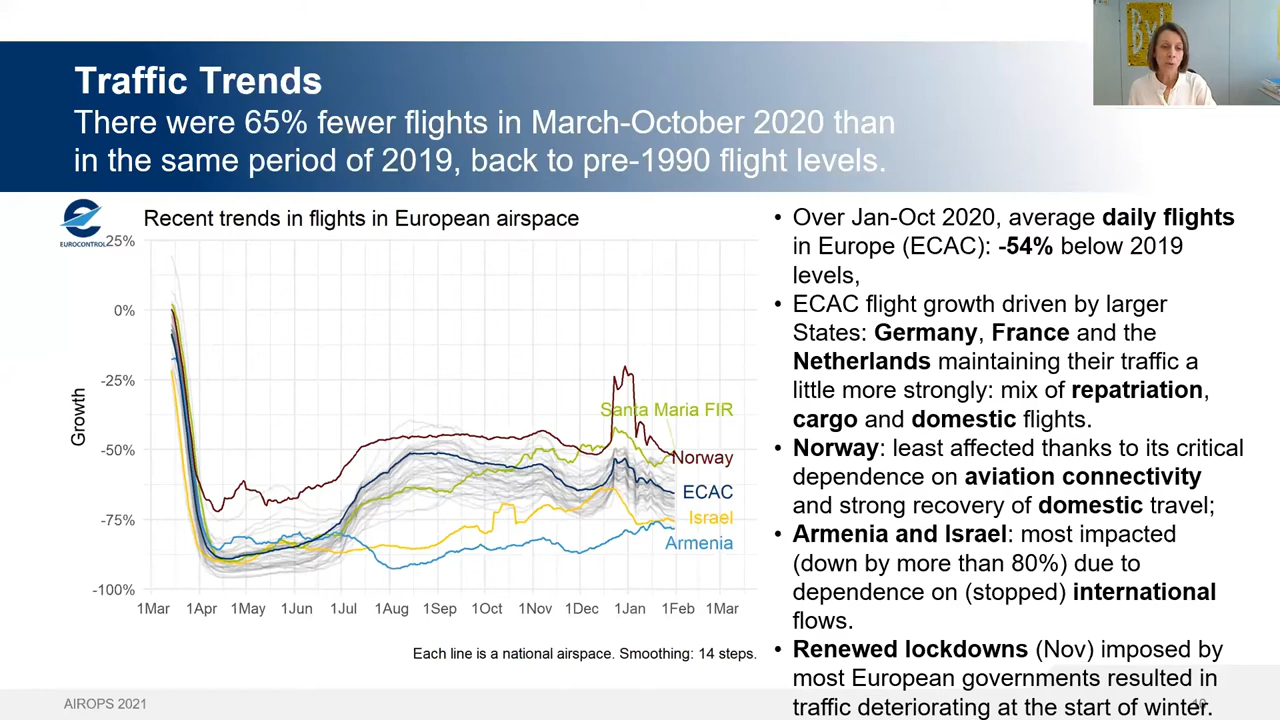 Traffic Trends
There were 65% fewer flights in March-October 2020 than
in the same period of 2019, back to pre-1990 flight levels.
EUROCONTROL
Recent trends in flights in European airspace
25%
0%
-25%
-50%
-75%
-100%
Growth
Santa Maria FIR
Norway
ECAC
Israel
Armenia
1Mar 1Apr 1May 1Jun 1Jul 1Aug 1Sep 1Oct 1Nov 1Dec 1Jan 1Feb 1Mar
Each line is a national airspace. Smoothing: 14 steps.
• Over Jan-Oct 2020, average daily flights
in Europe (ECAC): -54% below 2019
levels,
• ECAC flight growth driven by larger
States: Germany, France and the
Netherlands maintaining their traffic a
little more strongly: mix of repatriation,
cargo and domestic flights.
• Norway: least affected thanks to its critical
dependence on aviation connectivity
and strong recovery of domestic travel;
• Armenia and Israel: most impacted
(down by more than 80%) due to
dependence on (stopped) international
flows.
• Renewed lockdowns (Nov) imposed by
most European governments resulted in
traffic deteriorating at the start of winter.
AIROPS 2021